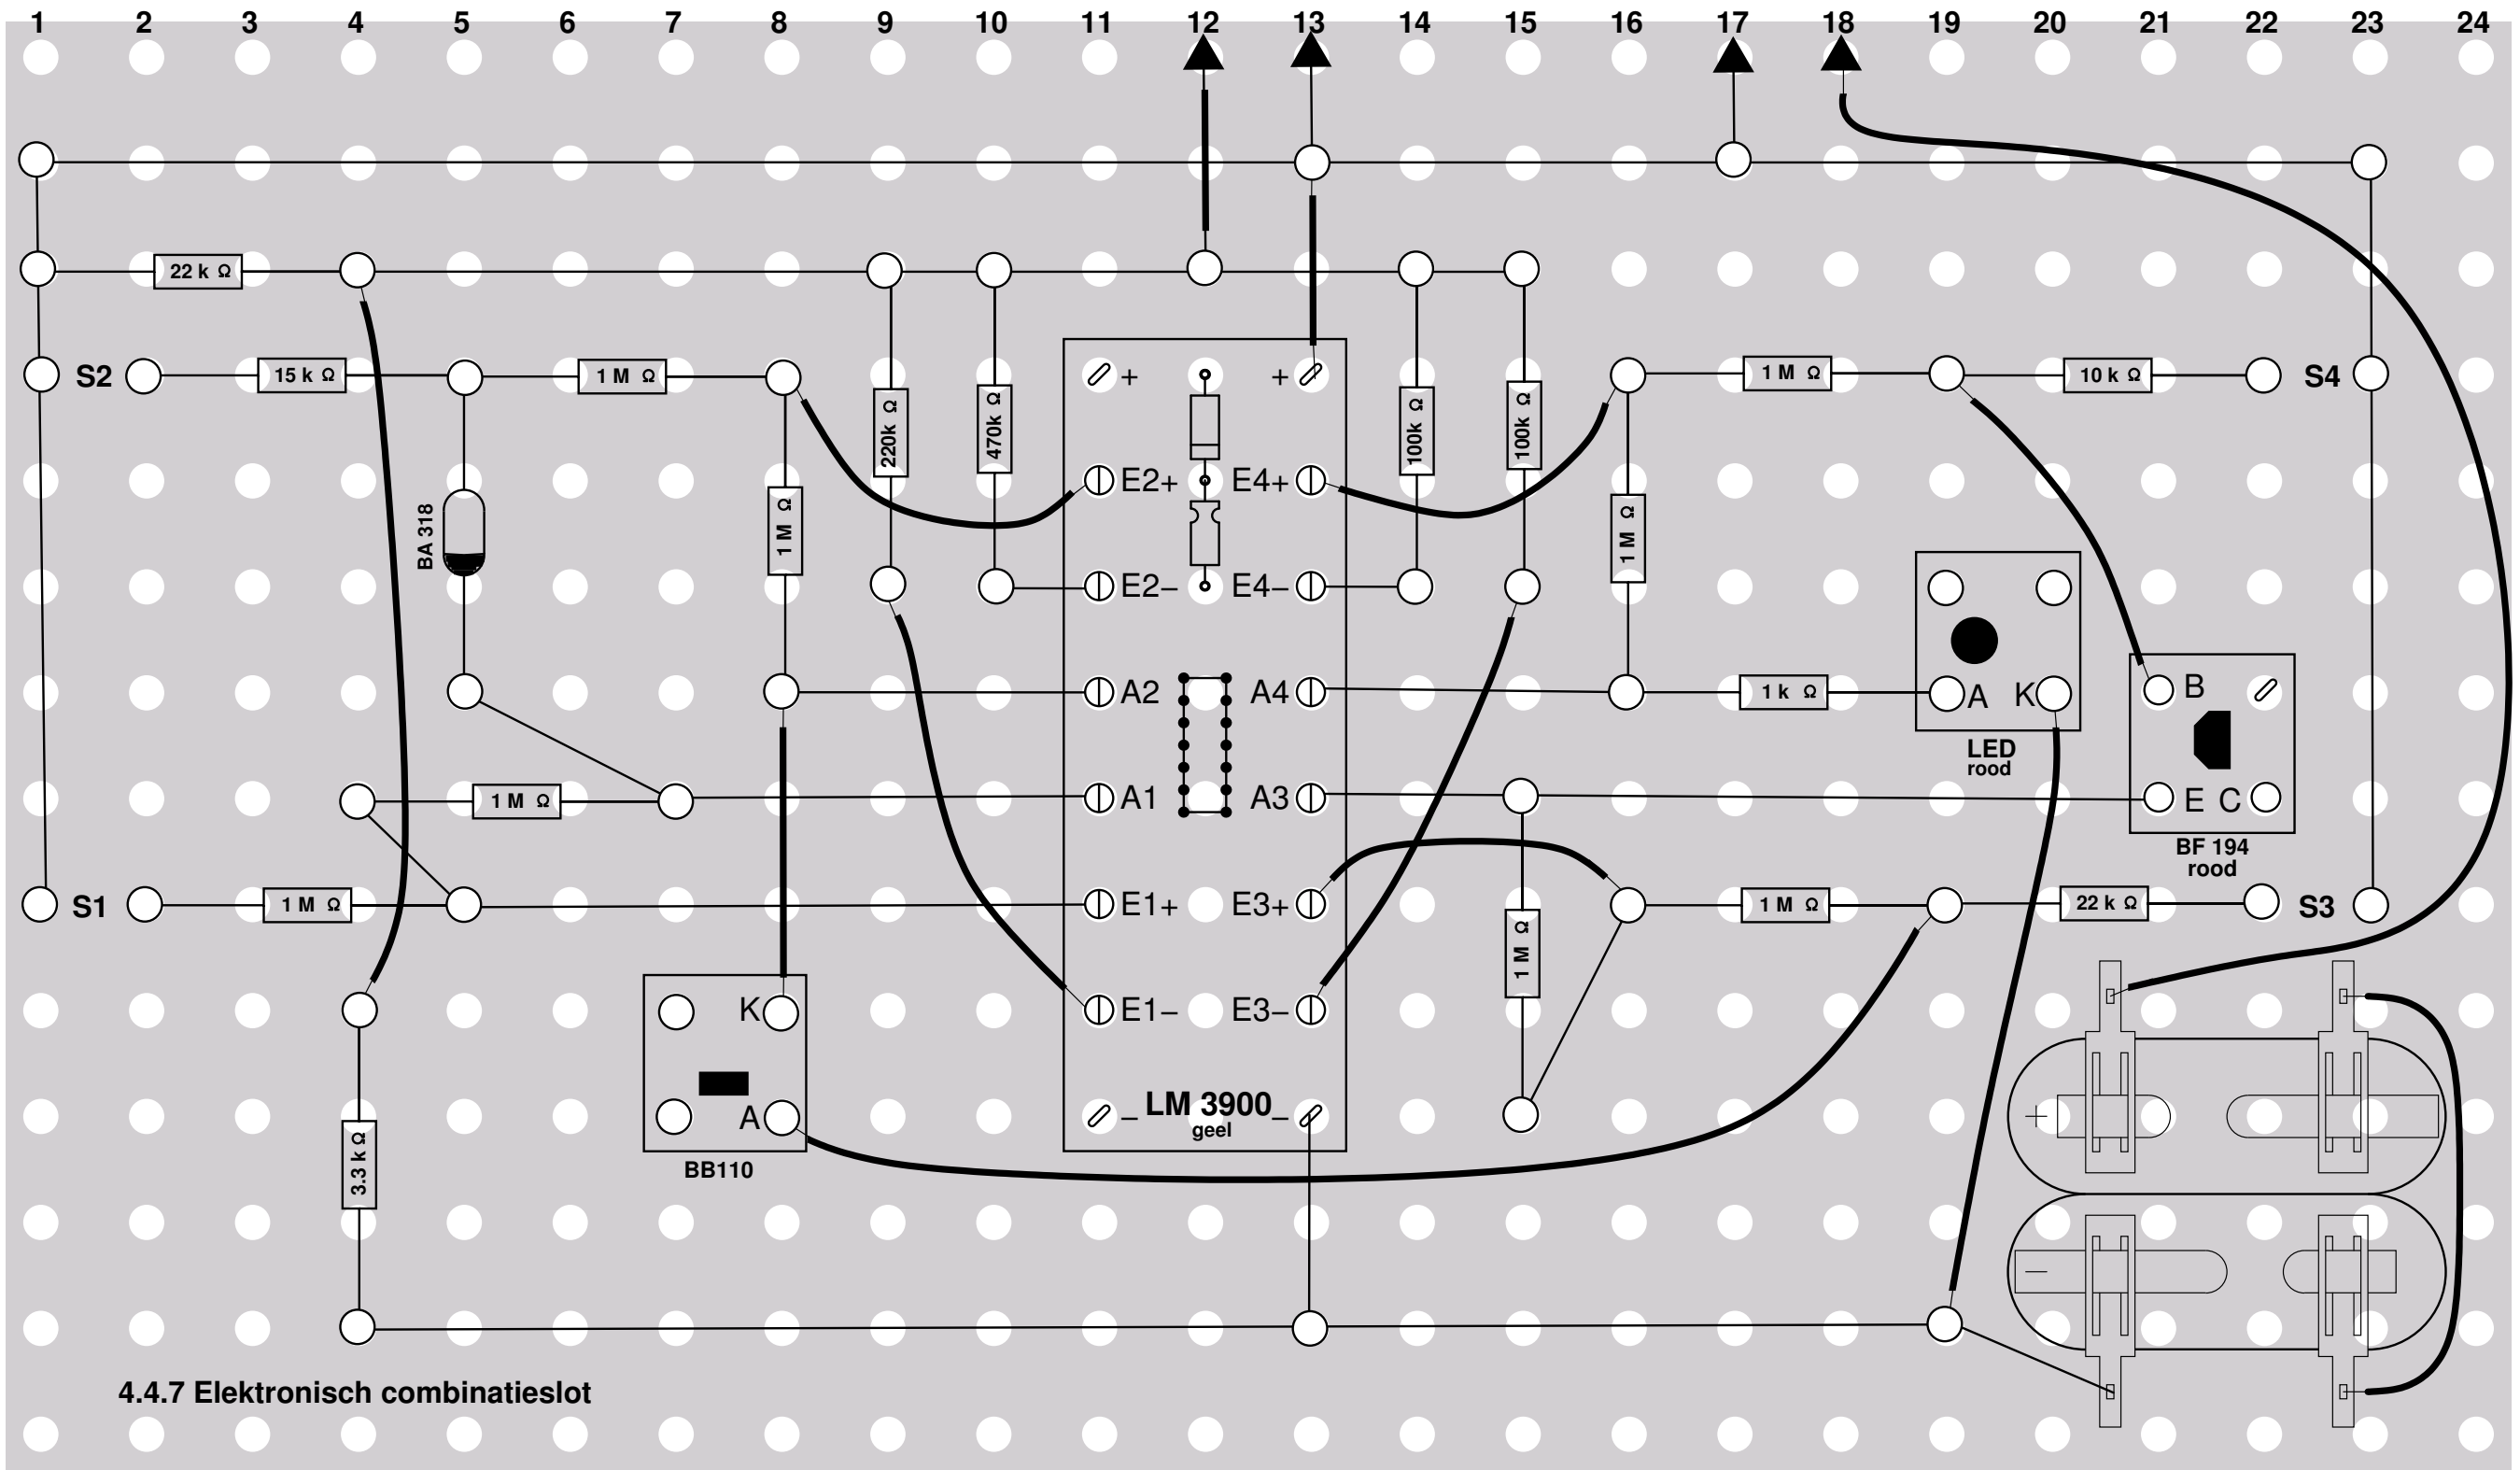 1 2 3 4 5 6 7 8 9 10 11 12 13 14 15 16 17 18 19 20 21 22 23 24
22 k Ω
S2 15 k Ω 1 M Ω + + 1 M Ω 10 k Ω S4
220k Ω 470k Ω 100k Ω 100k Ω
E2+ E4+
BA 318 1 M Ω 1 M Ω
E2– E4–
A2 A4 1 k Ω A K B
LED
rood
1 M Ω A1 A3 E C
BF 194
rood
S1 1 M Ω E1+ E3+ 1 M Ω 22 k Ω S3
1 M Ω
K E1– E3–
A – LM 3900 – +
geel
BB110
3.3 k Ω
–
4.4.7 Elektronisch combinatieslot